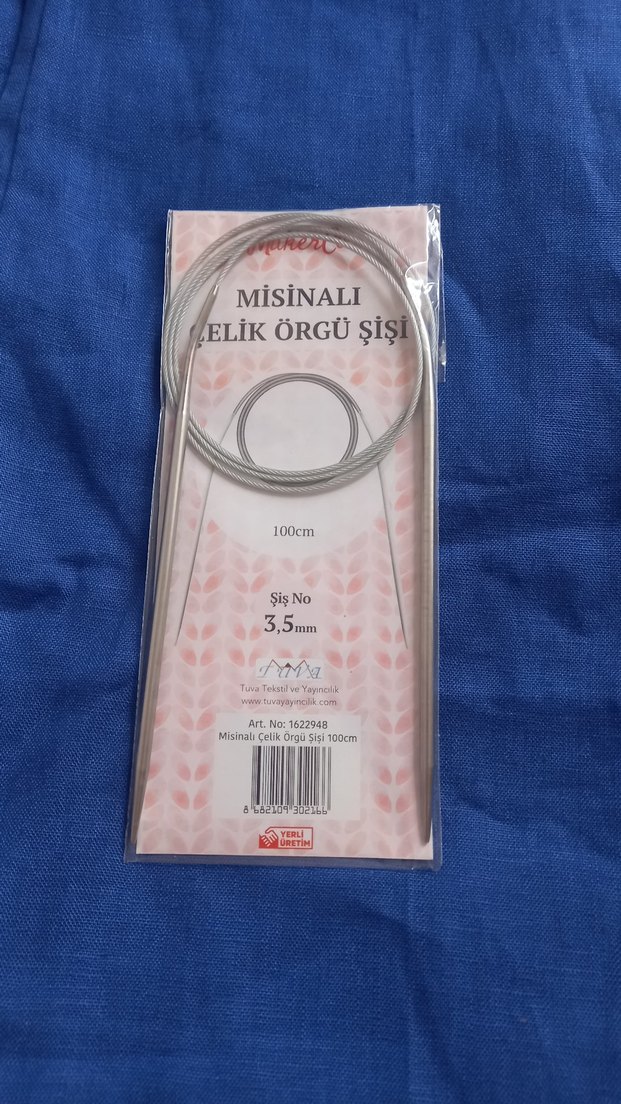 MİSİNALI
ÇELİK ÖRGÜ ŞİŞİ
100cm
Şiş No
3,5mm
TUVA
Tuva Tekstil ve Yayıncılık
www.tuvayayincilik.com
Art. No: 1622948
Misinalı Çelik Örgü Şişi 100cm
8 682109 302166
YERLİ
ÜRETİM